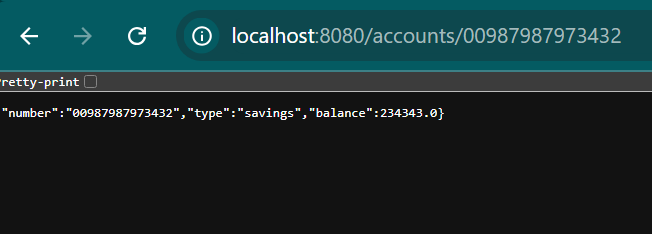 localhost:8080/accounts/00987987973432
retty-print
"number":"00987987973432","type":"savings","balance":234343.0}